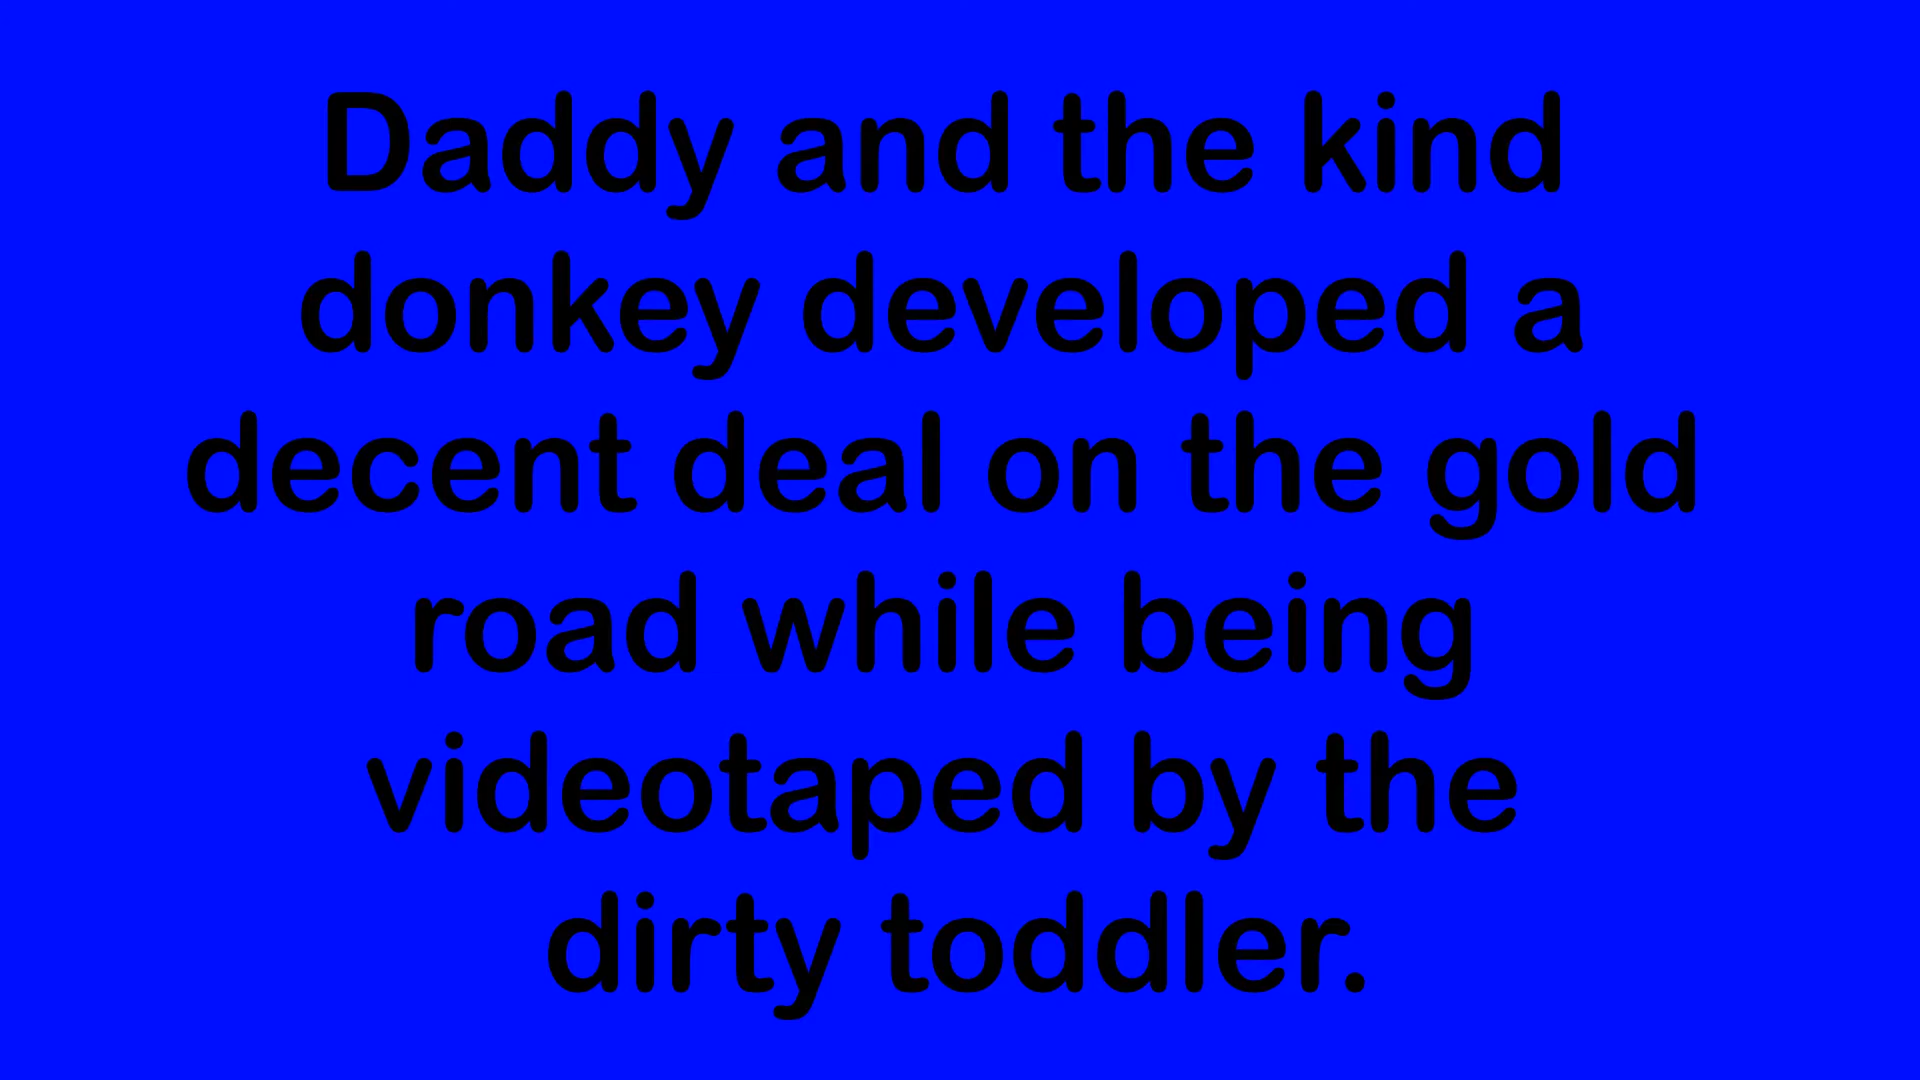 Daddy and the kind
donkey developed a
decent deal on the gold
road while being
videotaped by the
dirty toddler.